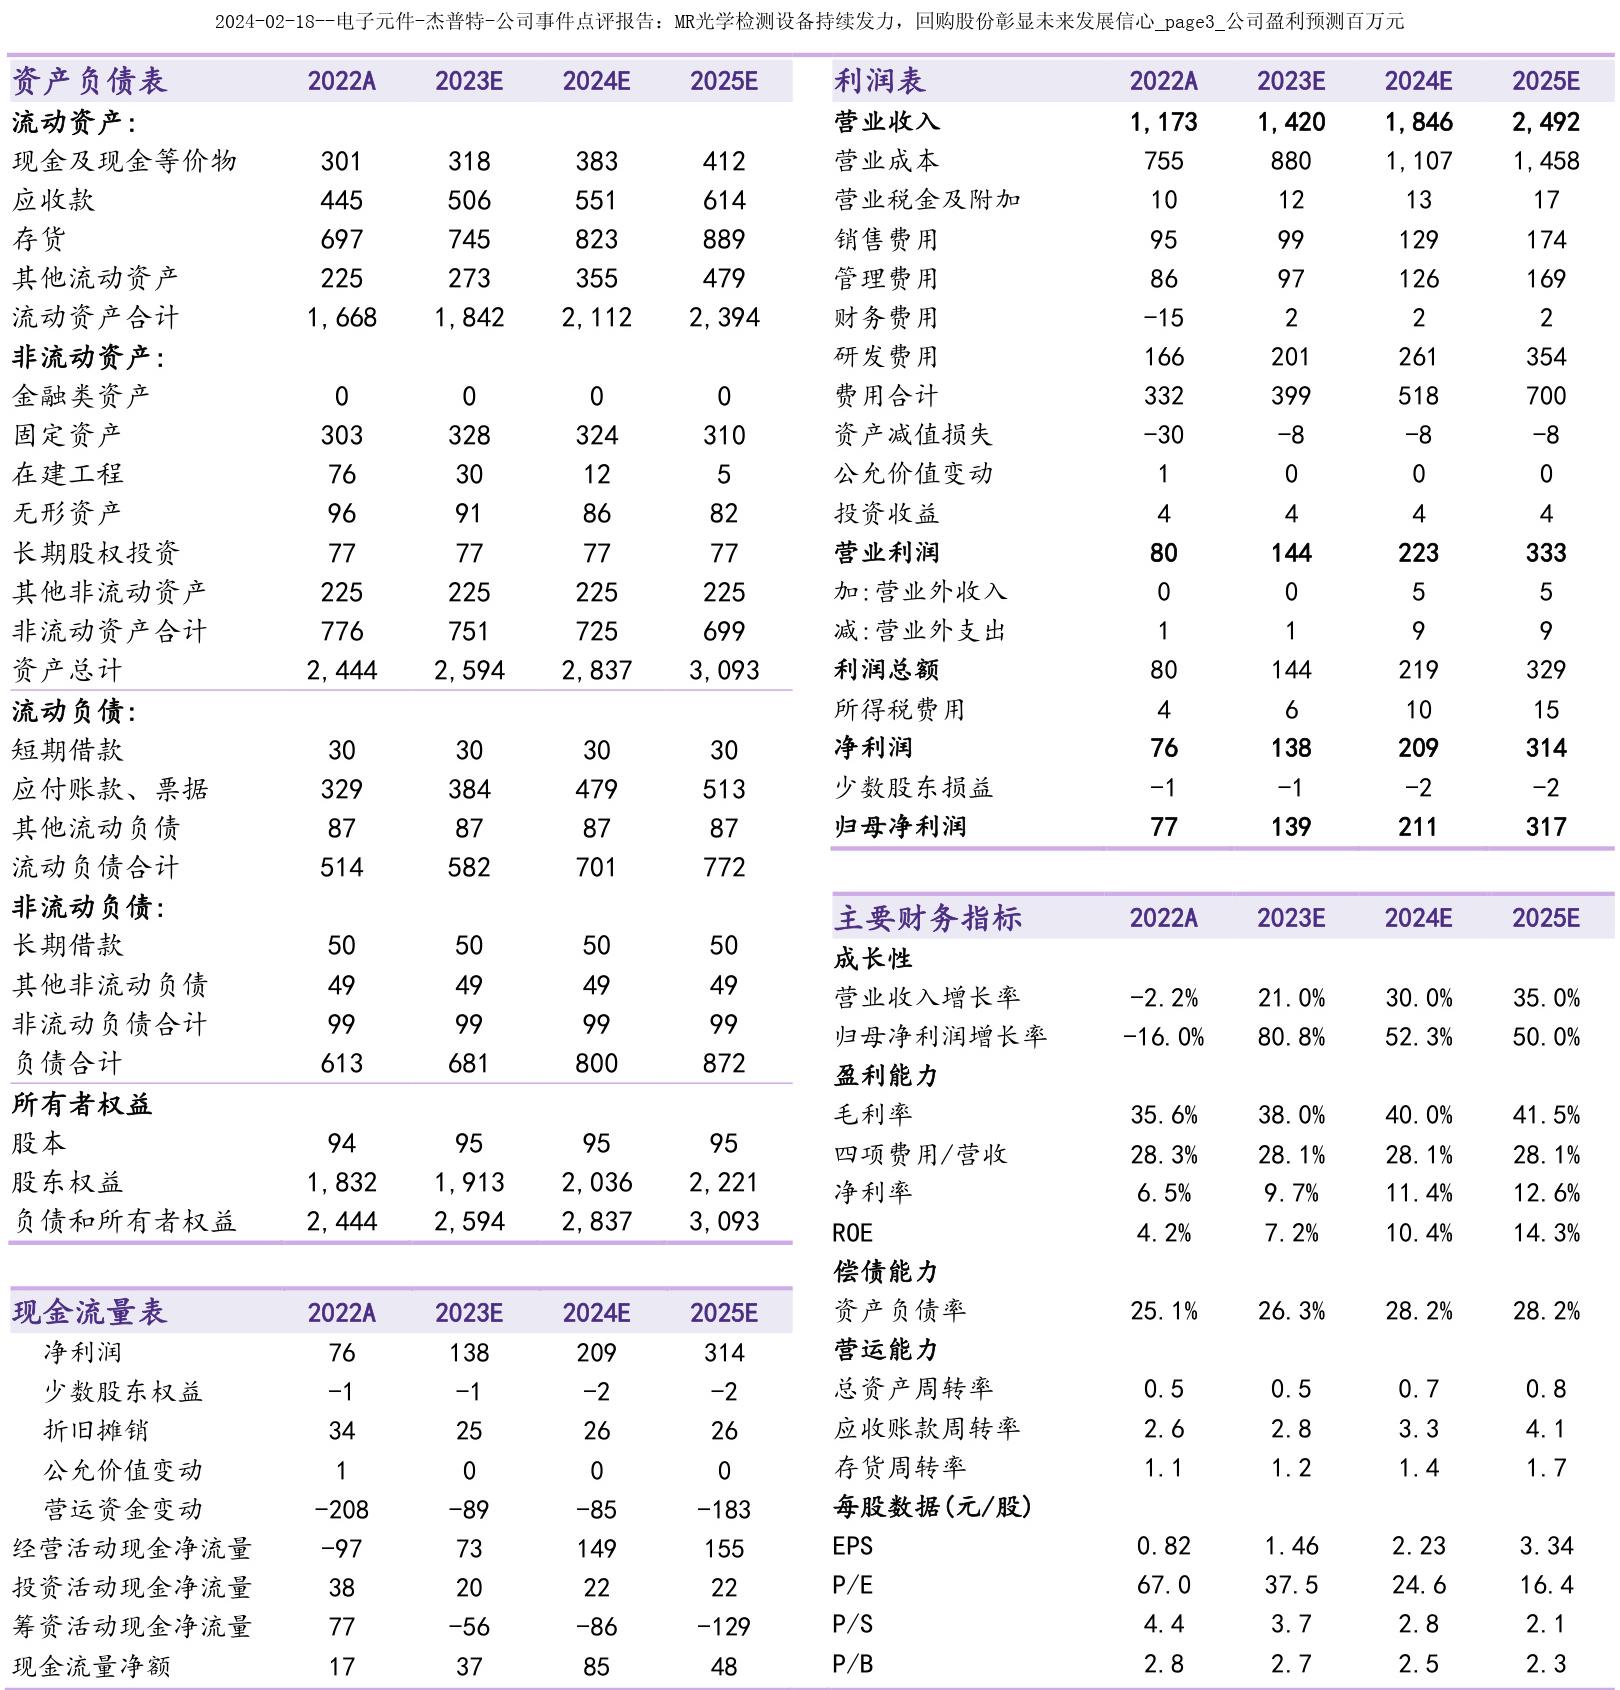 2024-02-18--电子元件-杰普特-公司事件点评报告：MR光学检测设备持续发力，回购股份彰显未来发展信心_page3_公司盈利预测百万元
资产负债表 2022A 2023E 2024E 2025E
流动资产:
现金及现金等价物 301 318 383 412
应收款 445 506 551 614
存货 697 745 823 889
其他流动资产 225 273 355 479
流动资产合计 1,668 1,842 2,112 2,394
非流动资产:
金融类资产 0 0 0 0
固定资产 303 328 324 310
在建工程 76 30 12 5
无形资产 96 91 86 82
长期股权投资 77 77 77 77
其他非流动资产 225 225 225 225
非流动资产合计 776 751 725 699
资产总计 2,444 2,594 2,837 3,093
流动负债:
短期借款 30 30 30 30
应付账款、票据 329 384 479 513
其他流动负债 87 87 87 87
流动负债合计 514 582 701 772
非流动负债:
长期借款 50 50 50 50
其他非流动负债 49 49 49 49
非流动负债合计 99 99 99 99
负债合计 613 681 800 872
所有者权益
股本 94 95 95 95
股东权益 1,832 1,913 2,036 2,221
负债和所有者权益 2,444 2,594 2,837 3,093
现金流量表 2022A 2023E 2024E 2025E
净利润 76 138 209 314
少数股东权益 -1 -1 -2 -2
折旧摊销 34 25 26 26
公允价值变动 1 0 0 0
营运资金变动 -208 -89 -85 -183
经营活动现金净流量 -97 73 149 155
投资活动现金净流量 38 20 22 22
筹资活动现金净流量 77 -56 -86 -129
现金流量净额 17 37 85 48
利润表 2022A 2023E 2024E 2025E
营业收入 1,173 1,420 1,846 2,492
营业成本 755 880 1,107 1,458
营业税金及附加 10 12 13 17
销售费用 95 99 129 174
管理费用 86 97 126 169
财务费用 -15 2 2 2
研发费用 166 201 261 354
费用合计 332 399 518 700
资产减值损失 -30 -8 -8 -8
公允价值变动 1 0 0 0
投资收益 4 4 4 4
营业利润 80 144 223 333
加:营业外收入 0 0 5 5
减:营业外支出 1 1 9 9
利润总额 80 144 219 329
所得税费用 4 6 10 15
净利润 76 138 209 314
少数股东损益 -1 -1 -2 -2
归母净利润 77 139 211 317
主要财务指标 2022A 2023E 2024E 2025E
成长性
营业收入增长率 -2.2% 21.0% 30.0% 35.0%
归母净利润增长率 -16.0% 80.8% 52.3% 50.0%
盈利能力
毛利率 35.6% 38.0% 40.0% 41.5%
四项费用/营收 28.3% 28.1% 28.1% 28.1%
净利率 6.5% 9.7% 11.4% 12.6%
ROE 4.2% 7.2% 10.4% 14.3%
偿债能力
资产负债率 25.1% 26.3% 28.2% 28.2%
营运能力
总资产周转率 0.5 0.5 0.7 0.8
应收账款周转率 2.6 2.8 3.3 4.1
存货周转率 1.1 1.2 1.4 1.7
每股数据(元/股)
EPS 0.82 1.46 2.23 3.34
P/E 67.0 37.5 24.6 16.4
P/S 4.4 3.7 2.8 2.1
P/B 2.8 2.7 2.5 2.3